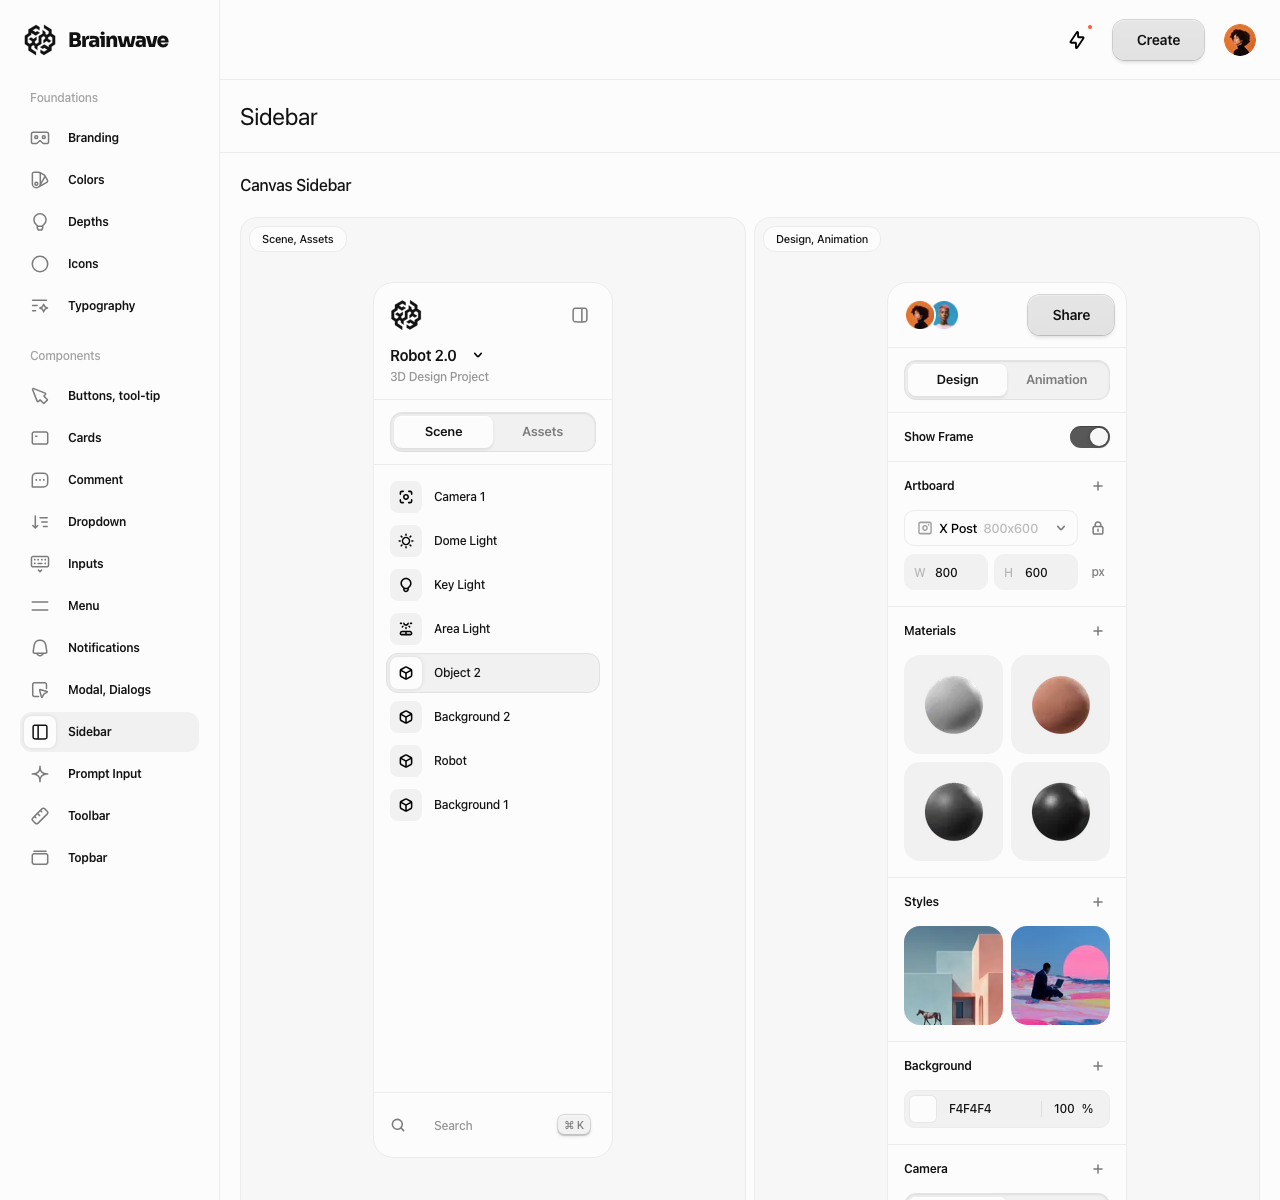 Brainwave
Create
Foundations
Branding
Colors
Depths
Icons
Typography
Components
Buttons, tool-tip
Cards
Comment
Dropdown
Inputs
Menu
Notifications
Modal, Dialogs
Sidebar
Prompt Input
Toolbar
Topbar
Sidebar
Canvas Sidebar
Scene, Assets
Robot 2.0
3D Design Project
Scene Assets
Camera 1
Dome Light
Key Light
Area Light
Object 2
Background 2
Robot
Background 1
Search ⌘ K
Design, Animation
Share
Design Animation
Show Frame
Artboard
X Post 800x600
W 800 H 600 px
Materials
Styles
Background
F4F4F4 100 %
Camera